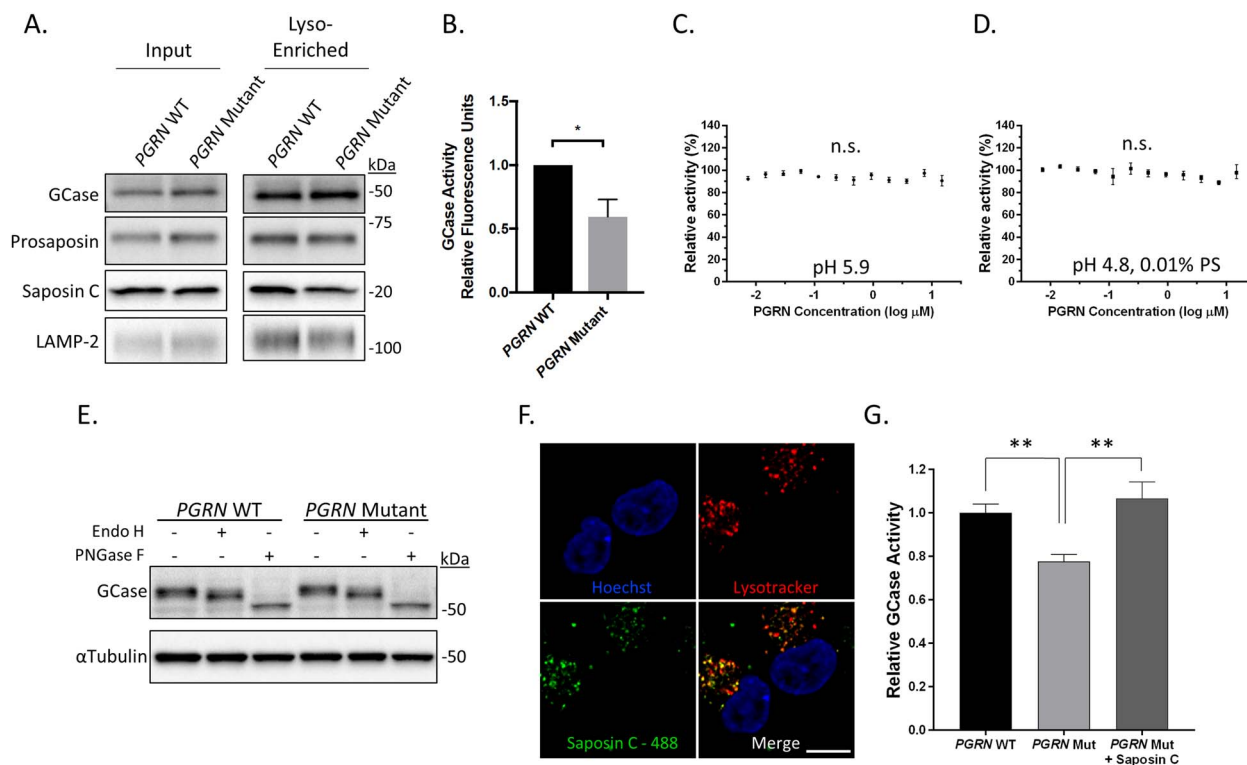 A.
Input
Lyso-
Enriched
PGRN WT
PGRN Mutant
PGRN WT
PGRN Mutant
kDa
GCase
-50
-75
Prosaposin
Saposin C
-20
LAMP-2
-100
B.
GCase Activity
Relative Fluorescence Units
1.5
1.0
0.5
0.0
*
PGRN WT
PGRN Mutant
C.
Relative activity (%)
140
120
100
80
60
40
20
0
n.s.
pH 5.9
-2
-1
0
1
PGRN Concentration (log μM)
D.
Relative activity (%)
140
120
100
80
60
40
20
0
n.s.
pH 4.8, 0.01% PS
-2
-1
0
1
PGRN Concentration (log μM)
E.
PGRN WT
PGRN Mutant
Endo H
- + - - + -
PNGase F
- - + - - +
kDa
GCase
-50
αTubulin
-50
F.
Hoechst
Lysotracker
Saposin C - 488
Merge
G.
Relative GCase Activity
1.2
1.0
0.8
0.6
0.4
0.2
0.0
**
**
PGRN WT
PGRN Mut
PGRN Mut
+ Saposin C